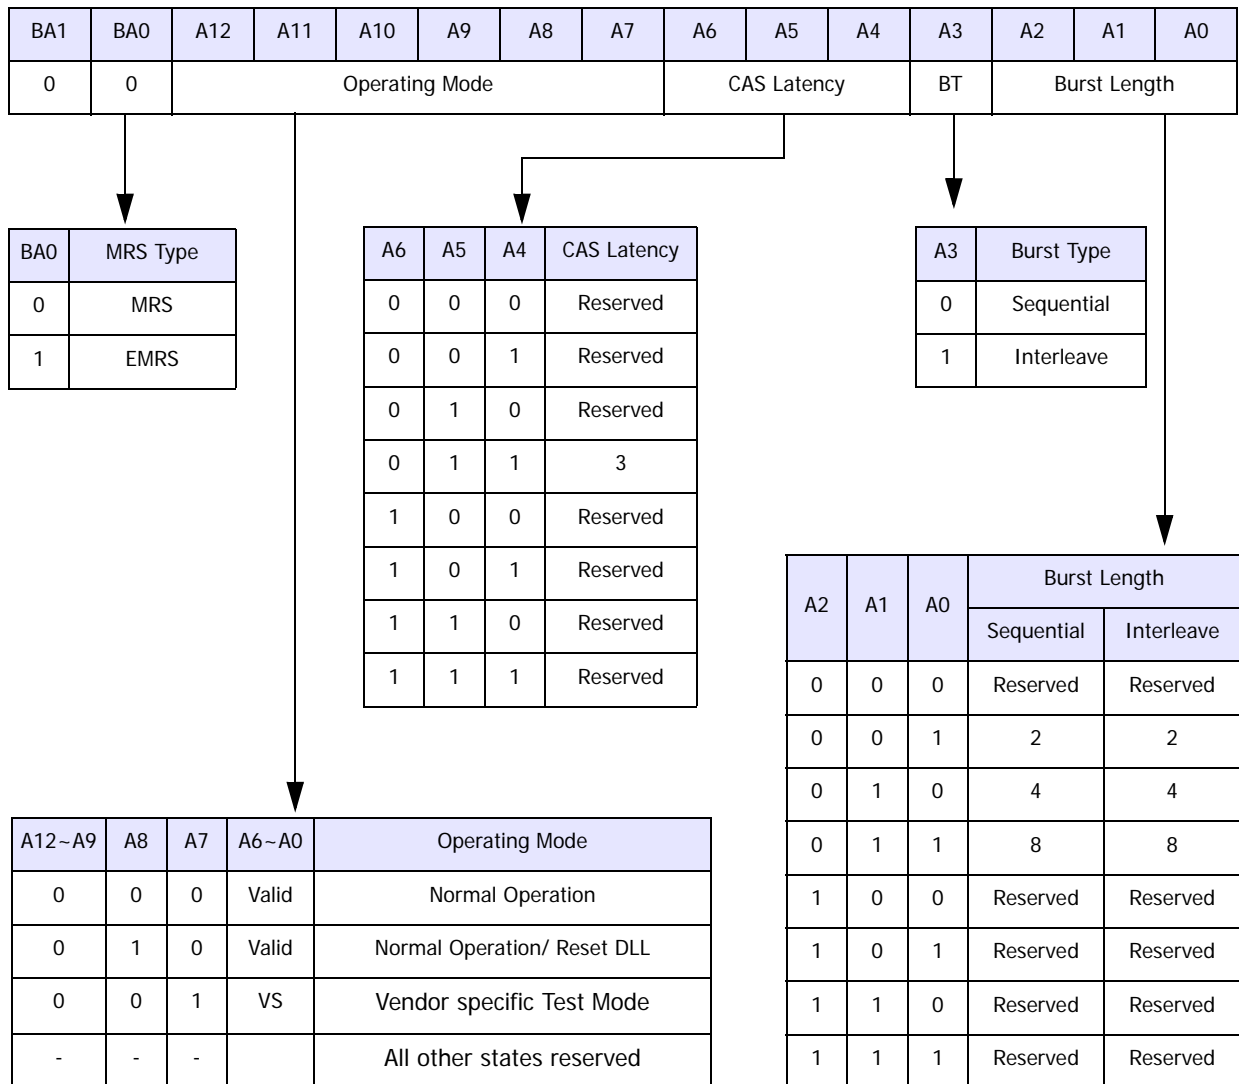 BA1 BA0 A12 A11 A10 A9 A8 A7 A6 A5 A4 A3 A2 A1 A0
0 0 Operating Mode CAS Latency BT Burst Length
BA0 MRS Type
0 MRS
1 EMRS
A6 A5 A4 CAS Latency
0 0 0 Reserved
0 0 1 Reserved
0 1 0 Reserved
0 1 1 3
1 0 0 Reserved
1 0 1 Reserved
1 1 0 Reserved
1 1 1 Reserved
A3 Burst Type
0 Sequential
1 Interleave
A12~A9 A8 A7 A6~A0 Operating Mode
0 0 0 Valid Normal Operation
0 1 0 Valid Normal Operation/ Reset DLL
0 0 1 VS Vendor specific Test Mode
- - - All other states reserved
A2 A1 A0 Burst Length
Sequential Interleave
0 0 0 Reserved Reserved
0 0 1 2 2
0 1 0 4 4
0 1 1 8 8
1 0 0 Reserved Reserved
1 0 1 Reserved Reserved
1 1 0 Reserved Reserved
1 1 1 Reserved Reserved